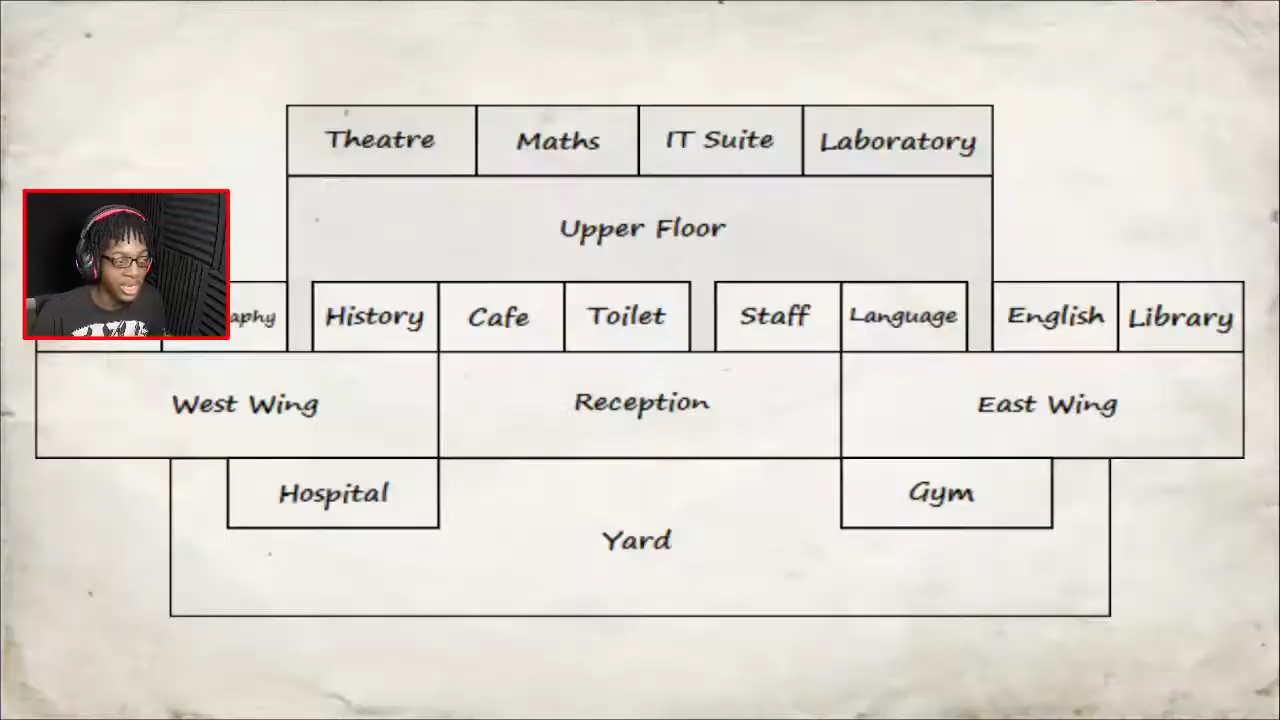 Theatre Maths IT Suite Laboratory
Upper Floor
History Cafe Toilet Staff Language English Library
West Wing Reception East Wing
Hospital Gym
Yard